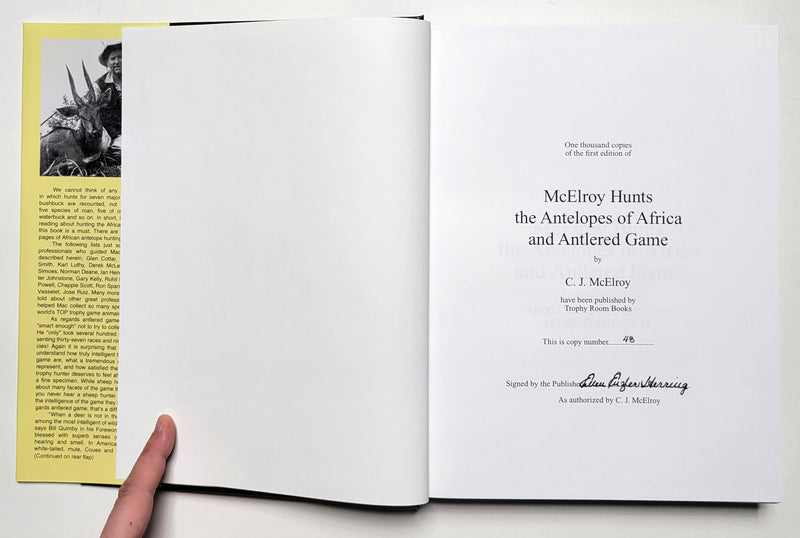 We cannot think of any
in which hunts for seven major
bushbuck are recounted, not
five species of roan, five of o
waterbuck and so on. In short,
reading about hunting the Africa
this book is a must. There are
pages of African antelope hunting
The following lists just so
professionals who guided Mac
described herein: Glen Cottar,
Smith, Karl Luthy, Derek McLe
Simoes, Norman Deane, Ian Hen
ter Johnstone, Gary Kelly, Rohil
Powell, Chappie Scott, Ron Span
Vasselet, Jose Ruiz. Many more
told about other great profess
helped Mac collect so many spe
world's TOP trophy animals
As regards antlered game
"smart enough" not to try to colle
He "only" took several hundred
senting thirty-seven races and nin
cies! Again it is surprising that
understand how truly intelligent t
game are, what a tremendous
represent, and how satisfied the
trophy hunter deserves to feel af
a fine specimen. While sheep h
about many facets of the game th
you never hear a sheep hunter
the intelligence of the game they
gards antlered game, that's a diff
"When a deer is not in th
among the most intelligent of wild
says Bill Quimby in his Forewor
blessed with superb senses o
hearing and smell. In America
white-tailed, mule, Coues and
(Continued on rear flap)
One thousand copies
of the first edition of
McElroy Hunts
the Antelopes of Africa
and Antlered Game
by
C. J. McElroy
have been published by
Trophy Room Books
This is copy number 48
Signed by the Publisher Ellen Enzler Herring
As authorized by C. J. McElroy